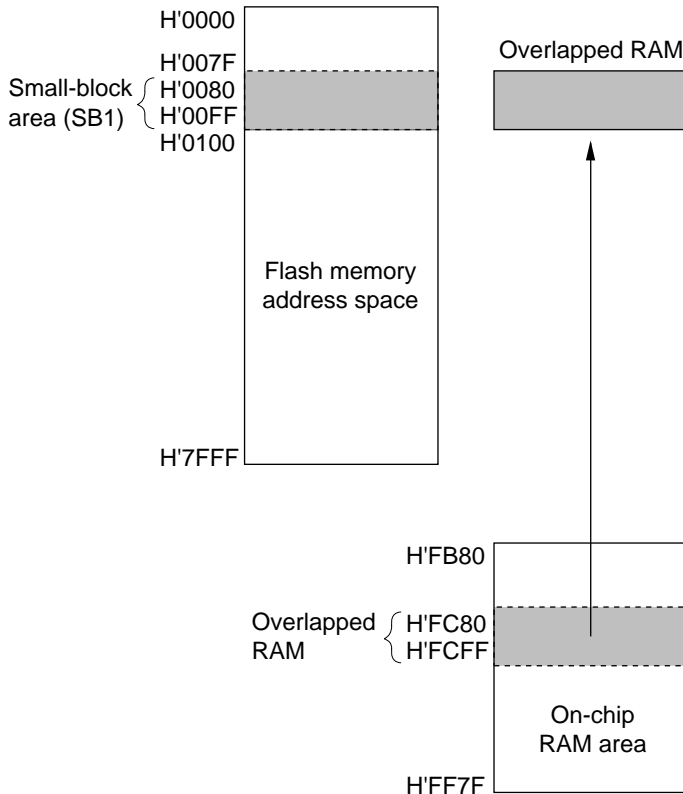 H'0000
H'007F
Overlapped RAM
Small-block
area (SB1)
H'0080
H'00FF
H'0100
Flash memory
address space
H'7FFF
H'FB80
Overlapped
RAM
H'FC80
H'FCFF
On-chip
RAM area
H'FF7F